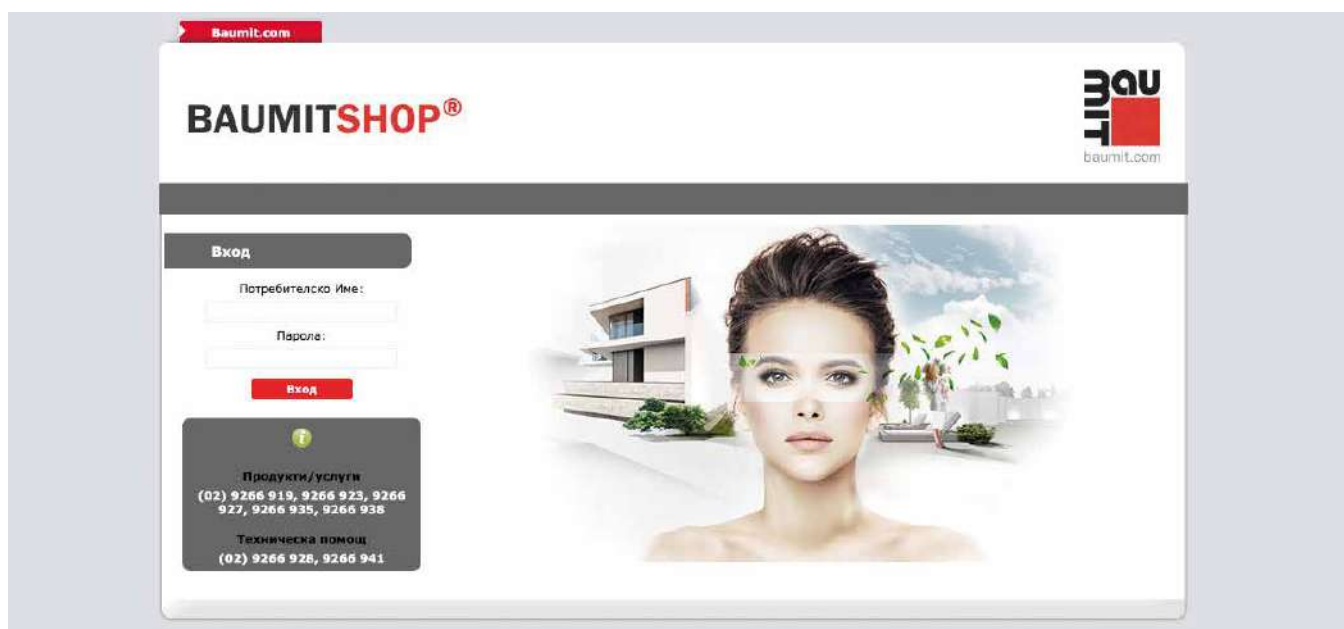 Baumit.com
BAUMITSHOP®
bau
mit
baumit.com
Вход
Потребителско Име:
Парола:
Вход
i
Продукти/услуги
(02) 9266 919, 9266 923, 9266
927, 9266 935, 9266 938
Техническа помощ
(02) 9266 928, 9266 941